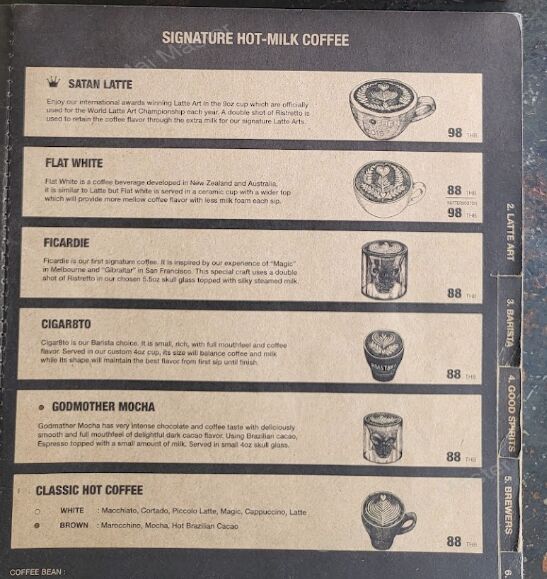 SIGNATURE HOT-MILK COFFEE
SATAN LATTE
Enjoy our international awards winning Latte Art in the 8oz cup which are officially
used for the World Latte Art Championship each year. A double shot of Ristretto is
used to retain the coffee flavor through the extra milk for our signature Latte Arts.
98 THB
FLAT WHITE
Flat White is a coffee beverage developed in New Zealand and Australia,
it is similar to Latte but Flat white is served in a ceramic cup with a wider top
which will provide more mellow coffee flavor with less milk foam each sip.
88 THB
98 THB
FICARDIE
Ficardie is our first signature coffee. It is inspired by our experience of "Magic"
in Melbourne and "Gibraltar" in San Francisco. This special craft uses a double
shot of Ristretto in our chosen 5.5oz skull glass topped with silky steamed milk.
88 THB
CIGAR8TO
Cigar8to is our Barista choice. It is small, rich, with full mouthfeel and coffee
flavor. Served in our custom 4oz cup, its size will balance coffee and milk
while its shape will maintain the best flavor from first sip until finish.
88 THB
GODMOTHER MOCHA
Godmother Mocha has very intense chocolate and coffee taste with deliciously
smooth and full mouthfeel of delightful dark cacao flavor. Using Brazilian cacao,
Espresso topped with a small amount of milk. Served in small 4oz skull glass.
88 THB
CLASSIC HOT COFFEE
WHITE : Macchiato, Cortado, Piccolo Latte, Magic, Cappuccino, Latte
BROWN : Marocchino, Mocha, Hot Brazilian Cacao
88 THB
COFFEE BEAN :
2. LATTE ART
3. BARISTA
4. GOOD SPIRITS
5. BREWERS
6.